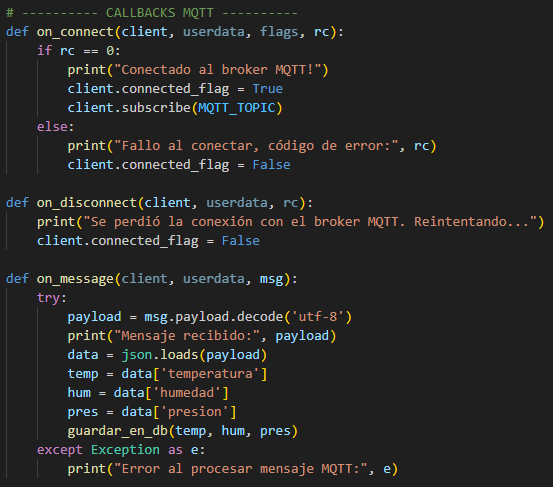 # ---------- CALLBACKS MQTT ----------
def on_connect(client, userdata, flags, rc):
    if rc == 0:
        print("Conectado al broker MQTT!")
        client.connected_flag = True
        client.subscribe(MQTT_TOPIC)
    else:
        print("Fallo al conectar, código de error:", rc)
        client.connected_flag = False

def on_disconnect(client, userdata, rc):
    print("Se perdió la conexión con el broker MQTT. Reintentando...")
    client.connected_flag = False

def on_message(client, userdata, msg):
    try:
        payload = msg.payload.decode('utf-8')
        print("Mensaje recibido:", payload)
        data = json.loads(payload)
        temp = data['temperatura']
        hum = data['humedad']
        pres = data['presion']
        guardar_en_db(temp, hum, pres)
    except Exception as e:
        print("Error al procesar mensaje MQTT:", e)